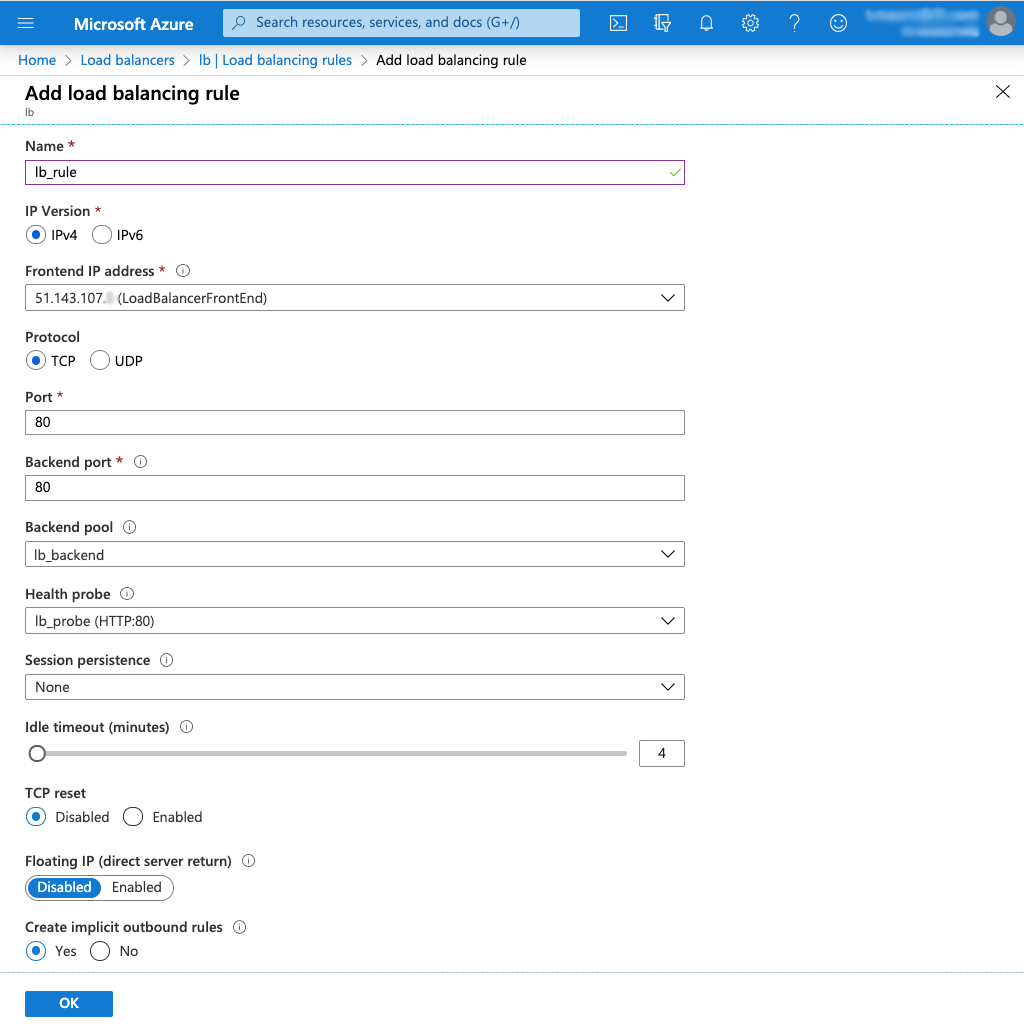 Microsoft Azure
Search resources, services, and docs (G+/)
Home > Load balancers > lb | Load balancing rules > Add load balancing rule
Add load balancing rule
lb
Name *
lb_rule
IP Version *
IPv4 IPv6
Frontend IP address *
51.143.107. (LoadBalancerFrontEnd)
Protocol
TCP UDP
Port *
80
Backend port *
80
Backend pool
lb_backend
Health probe
lb_probe (HTTP:80)
Session persistence
None
Idle timeout (minutes)
4
TCP reset
Disabled Enabled
Floating IP (direct server return)
Disabled Enabled
Create implicit outbound rules
Yes No
OK